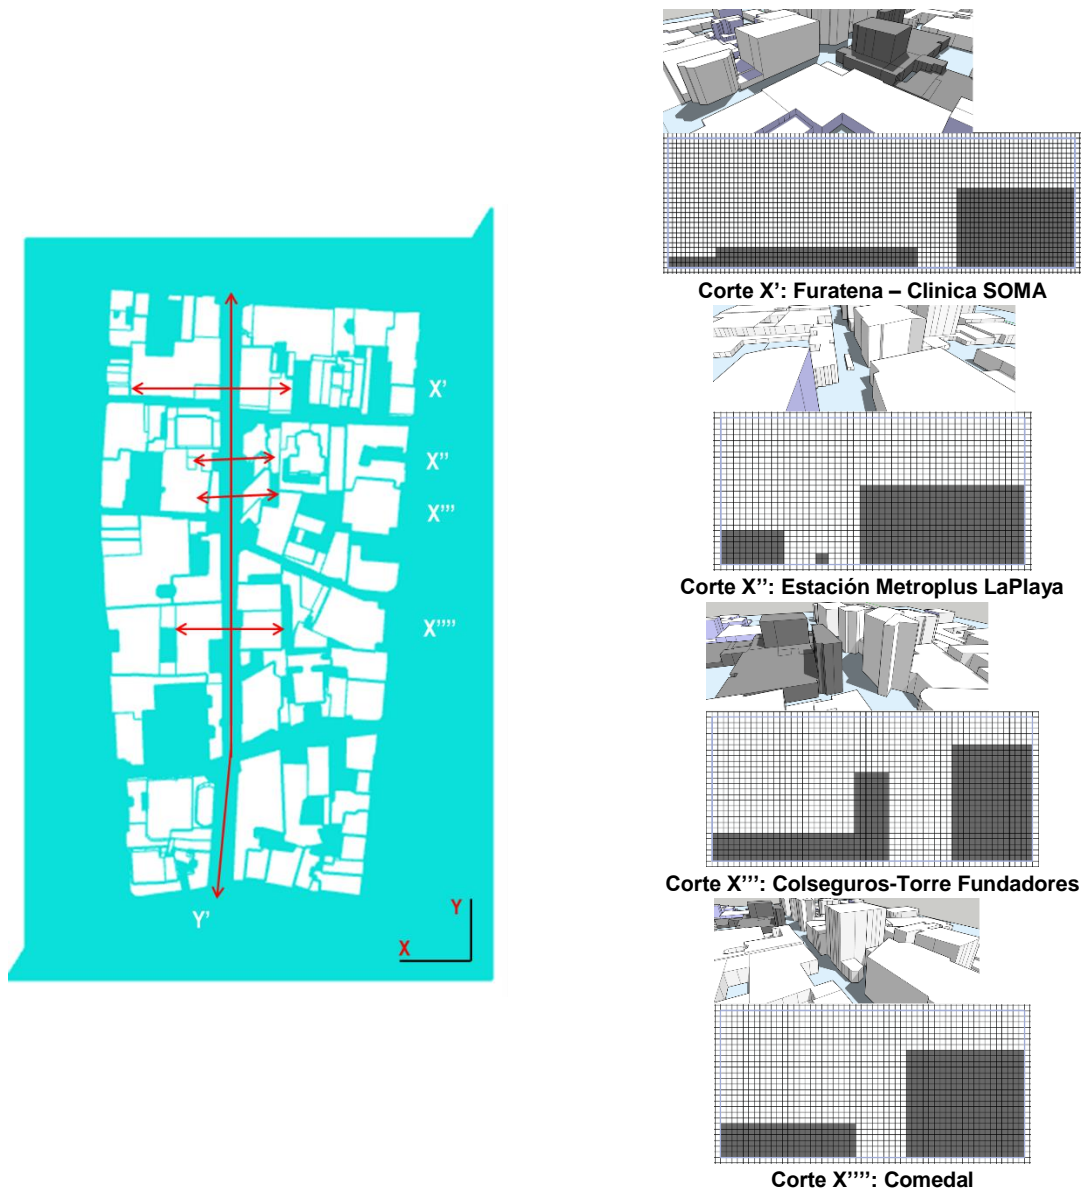 X'
X''
X'''
X''''
Y'
Y
X
Corte X’: Furatena – Clinica SOMA
Corte X’’: Estación Metroplus LaPlaya
Corte X’’’: Colseguros-Torre Fundadores
Corte X’’’’: Comedal